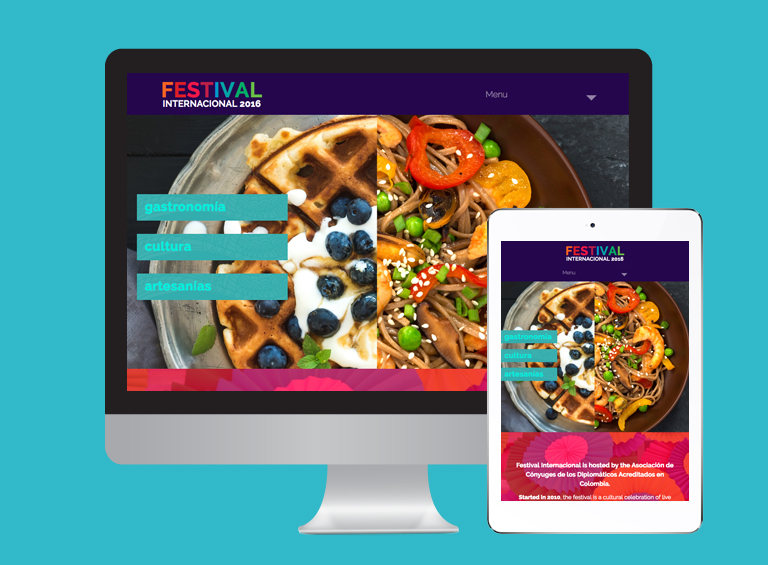 FESTIVAL
INTERNACIONAL 2016
Menu
gastronomía
cultura
artesanías
FESTIVAL
INTERNACIONAL 2016
Menu
gastronomía
cultura
artesanías
Festival Internacional is hosted by the Asociación de
Cónyuges de los Diplomáticos Acreditados en
Colombia.
Started in 2010, the festival is a cultural celebration of live